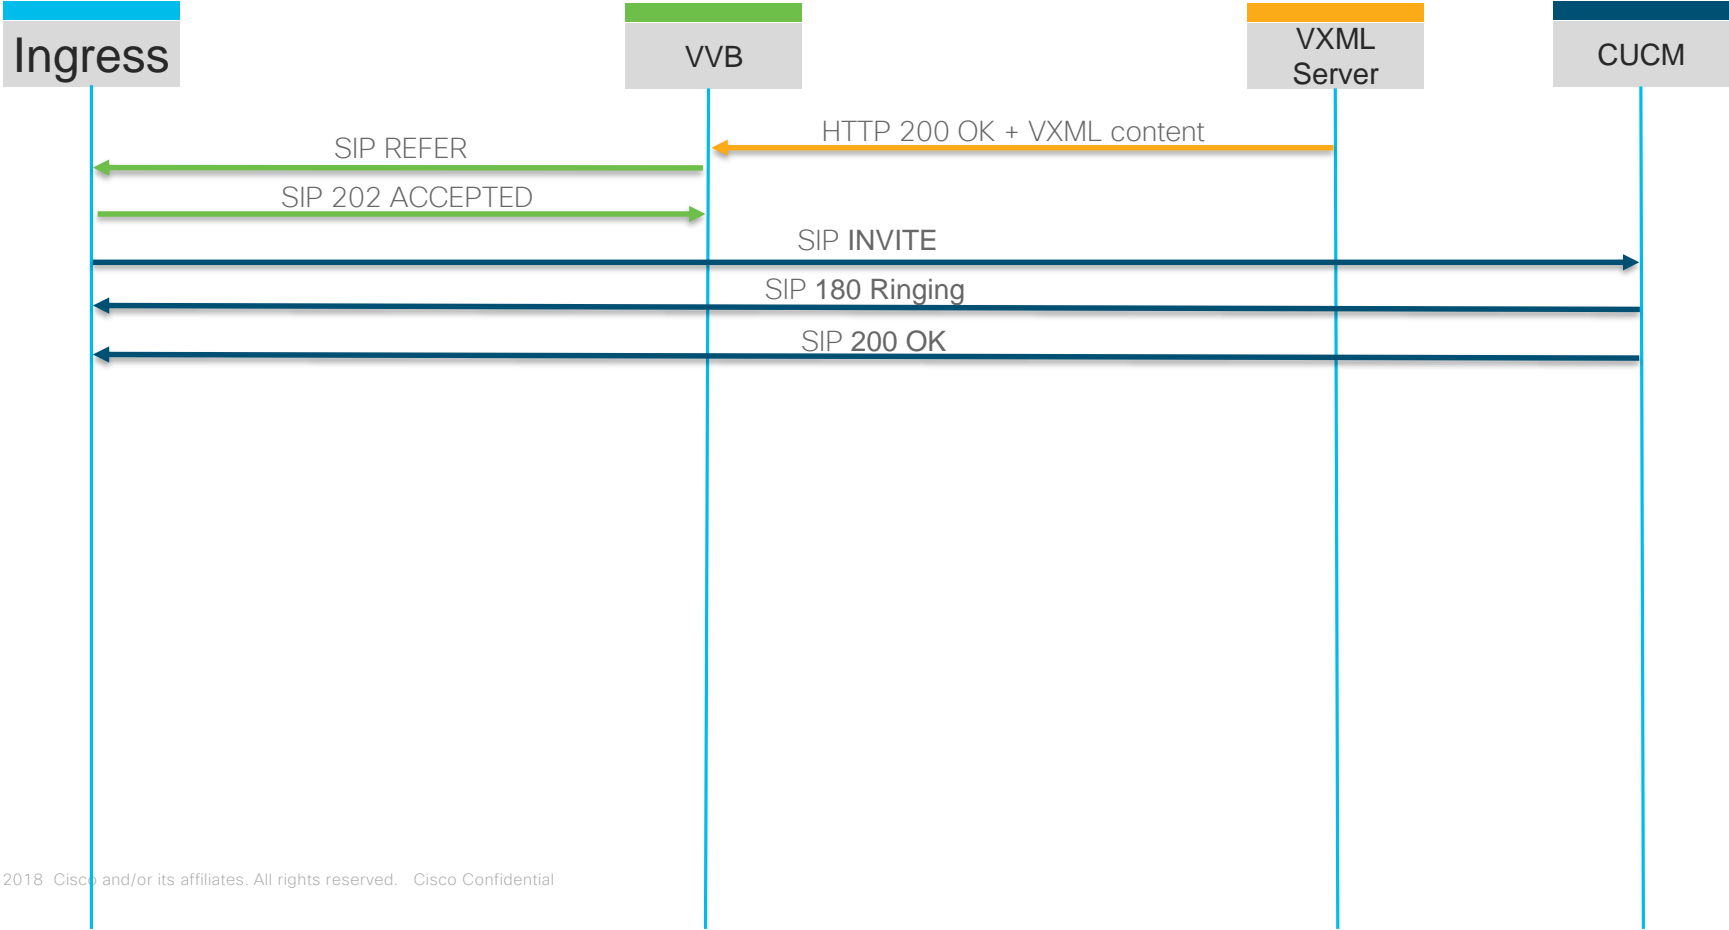 Ingress
VVB
VXML
Server
CUCM
HTTP 200 OK + VXML content
SIP REFER
SIP 202 ACCEPTED
SIP INVITE
SIP 180 Ringing
SIP 200 OK
2018 Cisco and/or its affiliates. All rights reserved. Cisco Confidential